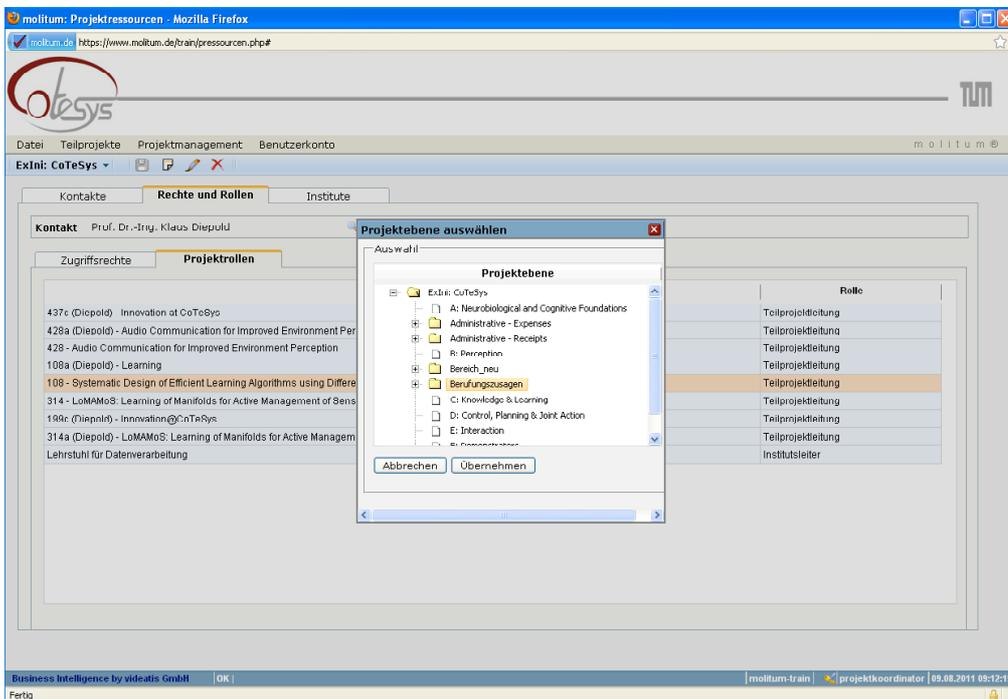 molitum: Projektressourcen - Mozilla Firefox
molitum.de https://www.molitum.de/train/pressourcen.php#
CoTeSys
TUM
Datei Teilprojekte Projektmanagement Benutzerkonto molitum®
ExIni: CoTeSys
Kontakte Rechte und Rollen Institute
Kontakt Prof. Dr.-Ing. Klaus Diepold
Zugriffsrechte Projektrollen
Rolle
437c (Diepold) Innovation at CoTeSys Teilprojektleitung
428a (Diepold) - Audio Communication for Improved Environment Per Teilprojektleitung
428 - Audio Communication for Improved Environment Perception Teilprojektleitung
108a (Diepold) - Learning Teilprojektleitung
108 - Systematic Design of Efficient Learning Algorithms using Differe Teilprojektleitung
314 - LoMAMoS: Learning of Manifolds for Active Management of Sens Teilprojektleitung
199c (Diepold) - Innovation@CoTeSys Teilprojektleitung
314a (Diepold) - LoMAMoS: Learning of Manifolds for Active Managem Teilprojektleitung
Lehrstuhl für Datenverarbeitung Institutsleiter
Projektebene auswählen
Auswahl
Projektebene
ExIni: CoTeSys
A: Neurobiological and Cognitive Foundations
Administrative - Expenses
Administrative - Receipts
B: Perception
Bereich_neu
Berufungszusagen
C: Knowledge & Learning
D: Control, Planning & Joint Action
E: Interaction
F: Demonstrators
Abbrechen Übernehmen
Business Intelligence by videatis GmbH |OK| |molitum-train| projektkoordinator |09.08.2011 09:12:
Fertig